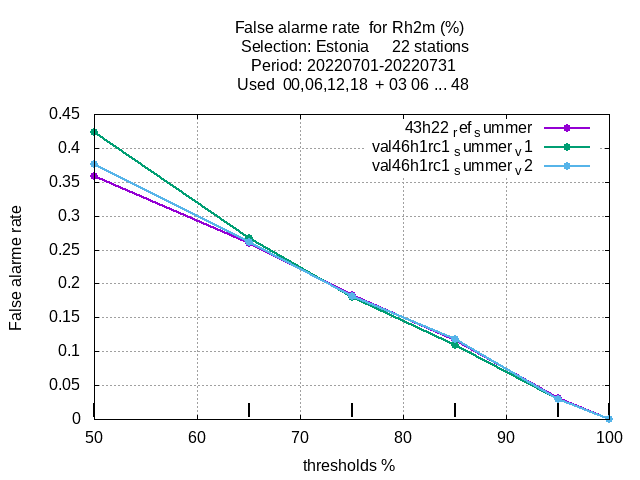 False alarme rate  for Rh2m (%)
Selection: Estonia     22 stations
Period: 20220701-20220731
Used  00,06,12,18  + 03 06 ... 48
0.45
43h22 ref summer
val46h1rc1 summer v1
val46h1rc1 summer v2
0.4
0.35
0.3
0.25
0.2
0.15
0.1
0.05
0
False alarme rate
50 60 70 80 90 100
thresholds %